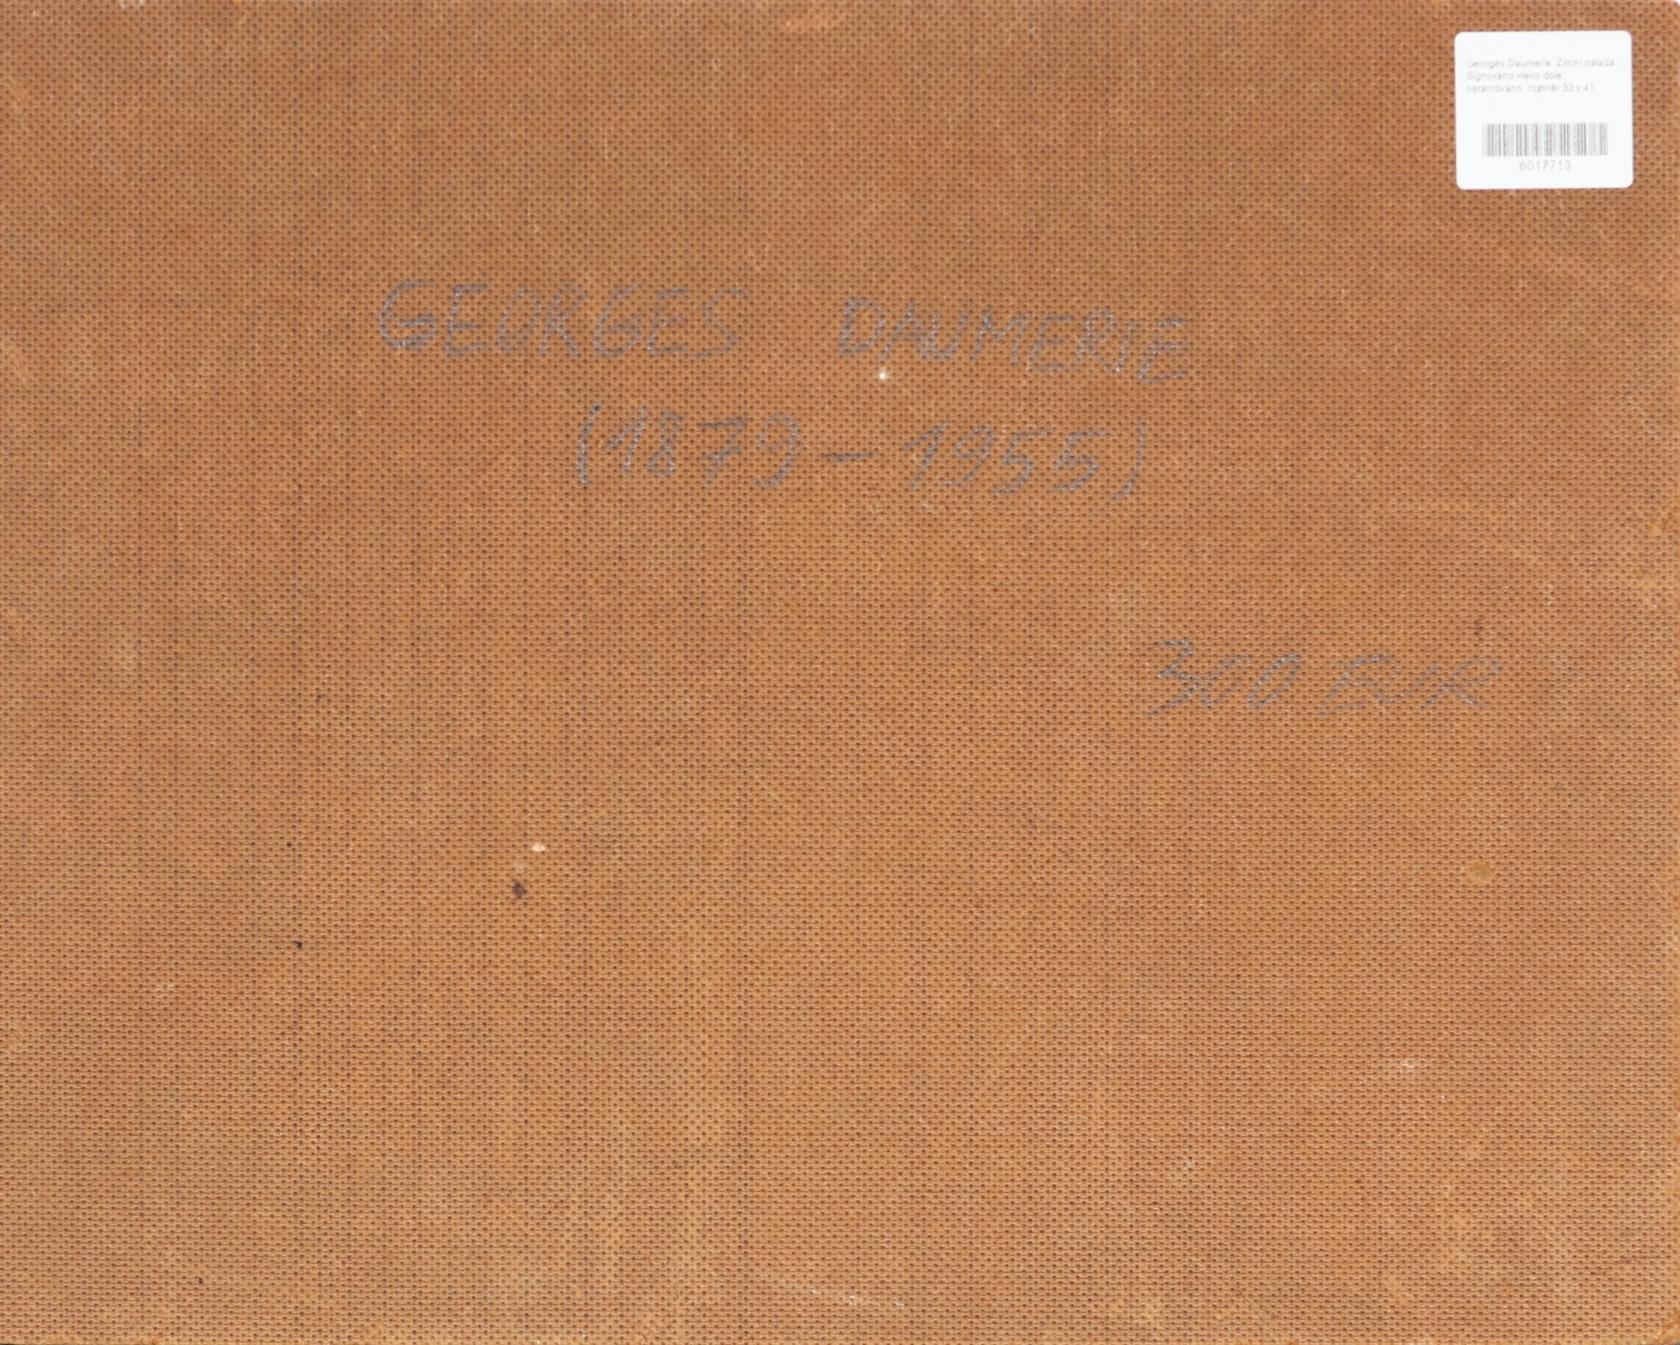 Georges Daumerie. Zimní nálada
Signováno vlevo dole,
nerámováno, rozměr 33 x 41
6017713
GEORGES DAUMERIE
(1879-1955)
300 EUR